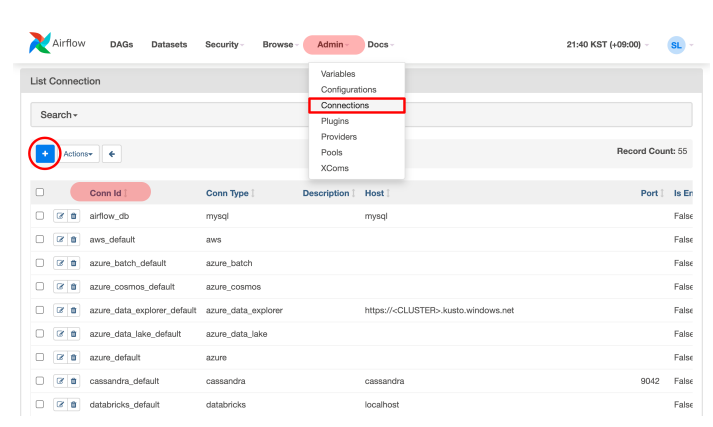 Airflow DAGs Datasets Security Browse Admin Docs 21:40 KST (+09:00) SL
Variables
Configurations
Connections
Plugins
Providers
Pools
XComs
List Connection
Search
+ Actions Record Count: 55
Conn Id Conn Type Description Host Port Is En
airflow_db mysql mysql False
aws_default aws False
azure_batch_default azure_batch False
azure_cosmos_default azure_cosmos False
azure_data_explorer_default azure_data_explorer https://<CLUSTER>.kusto.windows.net False
azure_data_lake_default azure_data_lake False
azure_default azure False
cassandra_default cassandra cassandra 9042 False
databricks_default databricks localhost False